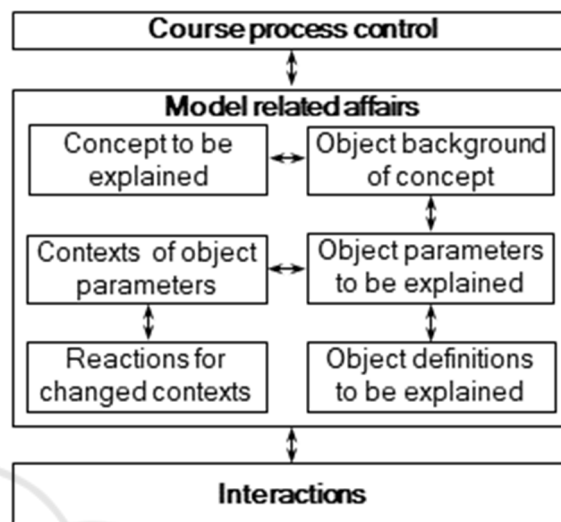 Course process control
Model related affairs
Concept to be
explained
Object background
of concept
Contexts of object
parameters
Object parameters
to be explained
Reactions for
changed contexts
Object definitions
to be explained
Interactions